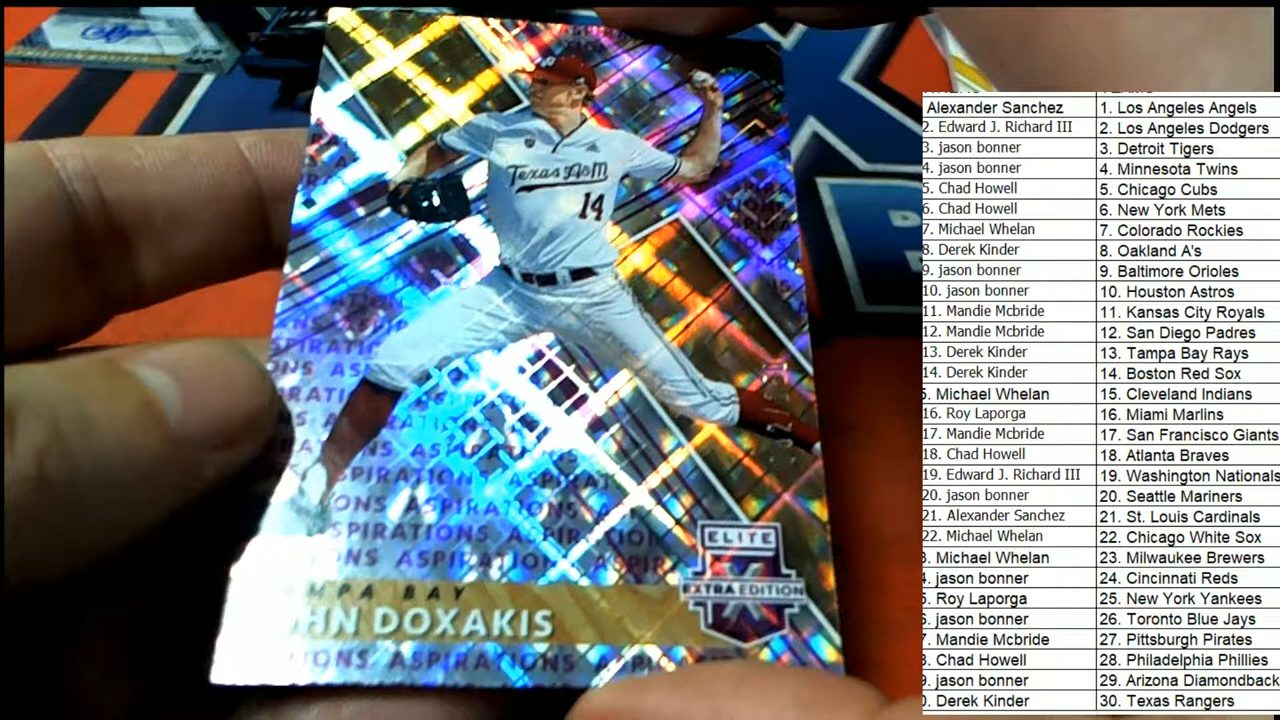 Texas A&M
14
ASPIRATIONS
ELITE
EXTRA EDITION
MPA BAY
HN DOXAKIS
IONS ASPIRATIONS
Alexander Sanchez 1. Los Angeles Angels
2. Edward J. Richard III 2. Los Angeles Dodgers
3. jason bonner 3. Detroit Tigers
4. jason bonner 4. Minnesota Twins
5. Chad Howell 5. Chicago Cubs
6. Chad Howell 6. New York Mets
7. Michael Whelan 7. Colorado Rockies
8. Derek Kinder 8. Oakland A's
9. jason bonner 9. Baltimore Orioles
10. jason bonner 10. Houston Astros
11. Mandie Mcbride 11. Kansas City Royals
12. Mandie Mcbride 12. San Diego Padres
13. Derek Kinder 13. Tampa Bay Rays
14. Derek Kinder 14. Boston Red Sox
5. Michael Whelan 15. Cleveland Indians
16. Roy Laporga 16. Miami Marlins
17. Mandie Mcbride 17. San Francisco Giants
18. Chad Howell 18. Atlanta Braves
19. Edward J. Richard III 19. Washington Nationals
20. jason bonner 20. Seattle Mariners
21. Alexander Sanchez 21. St. Louis Cardinals
22. Michael Whelan 22. Chicago White Sox
3. Michael Whelan 23. Milwaukee Brewers
4. jason bonner 24. Cincinnati Reds
5. Roy Laporga 25. New York Yankees
6. jason bonner 26. Toronto Blue Jays
7. Mandie Mcbride 27. Pittsburgh Pirates
8. Chad Howell 28. Philadelphia Phillies
9. jason bonner 29. Arizona Diamondback
0. Derek Kinder 30. Texas Rangers